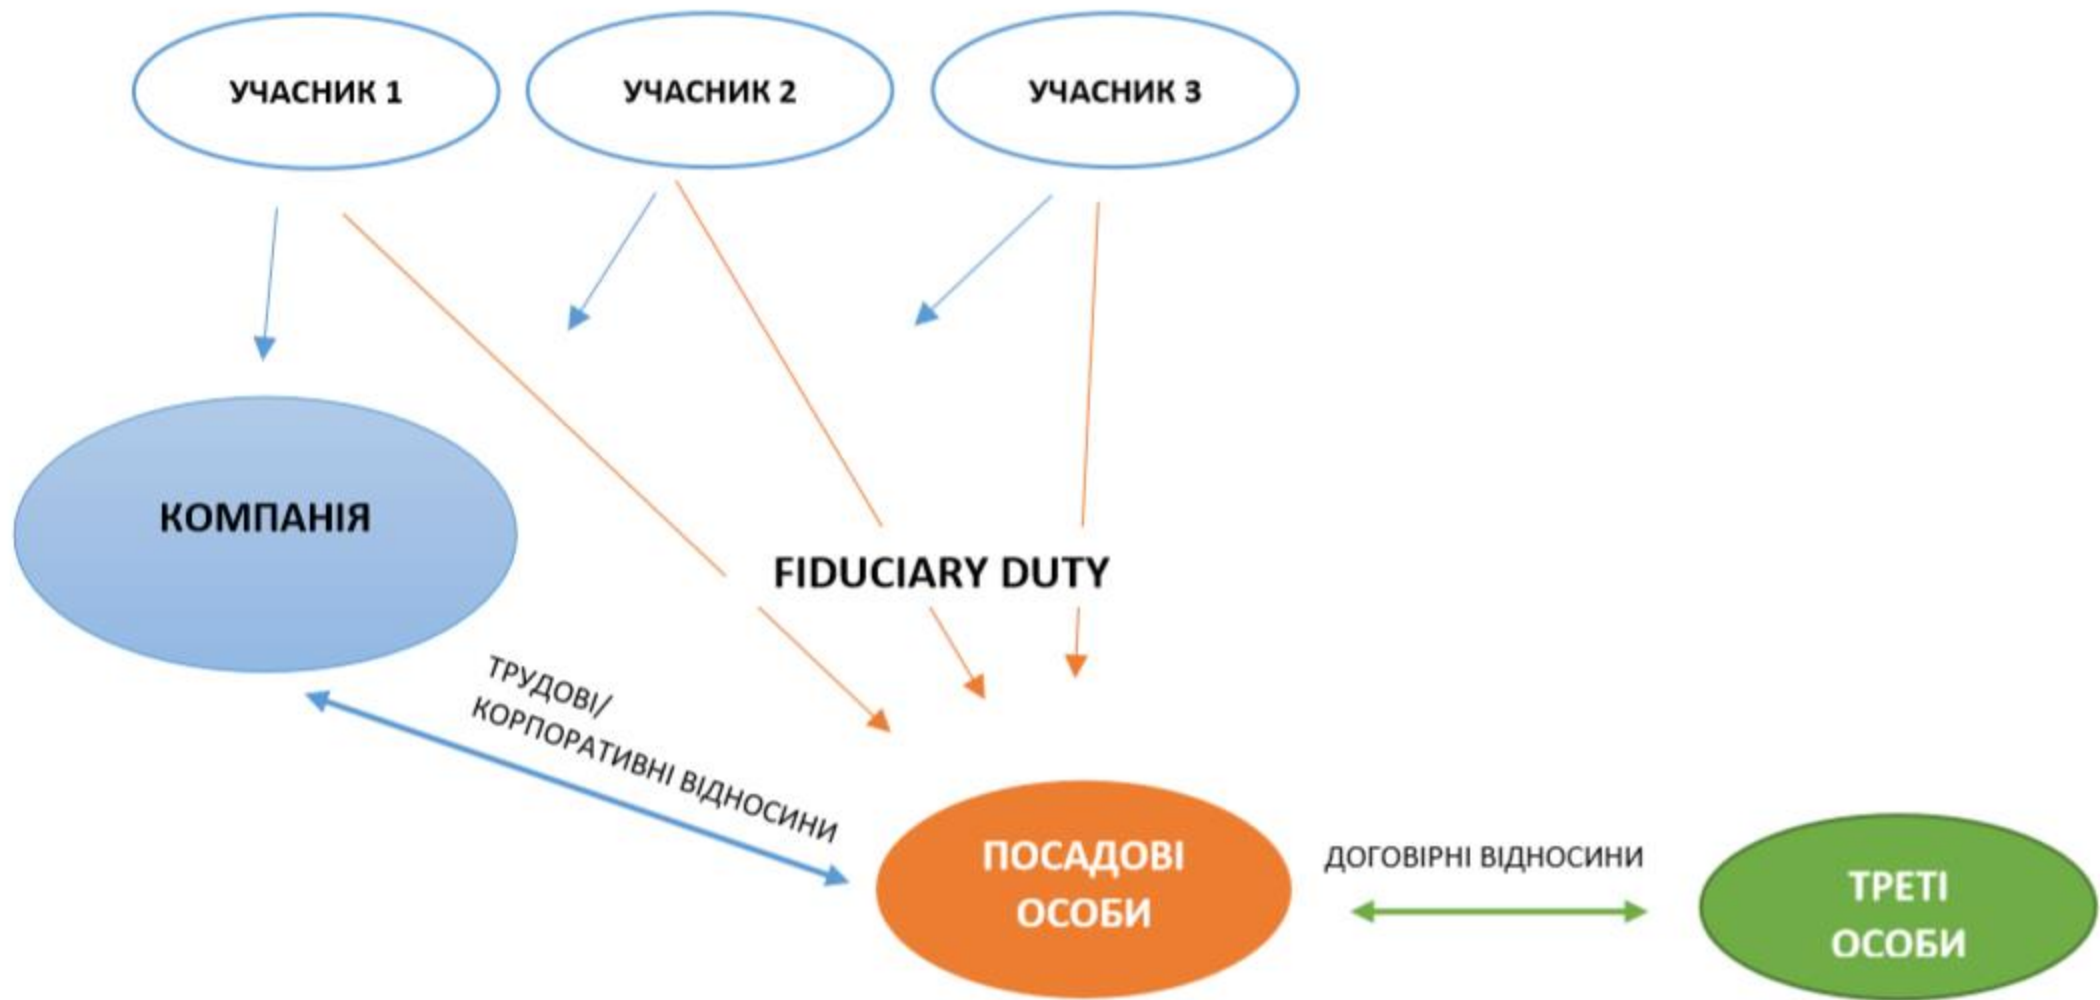 УЧАСНИК 1
УЧАСНИК 2
УЧАСНИК 3
КОМПАНІЯ
FIDUCIARY DUTY
ТРУДОВІ/
КОРПОРАТИВНІ ВІДНОСИНИ
ПОСАДОВІ
ОСОБИ
ДОГОВІРНІ ВІДНОСИНИ
ТРЕТІ
ОСОБИ